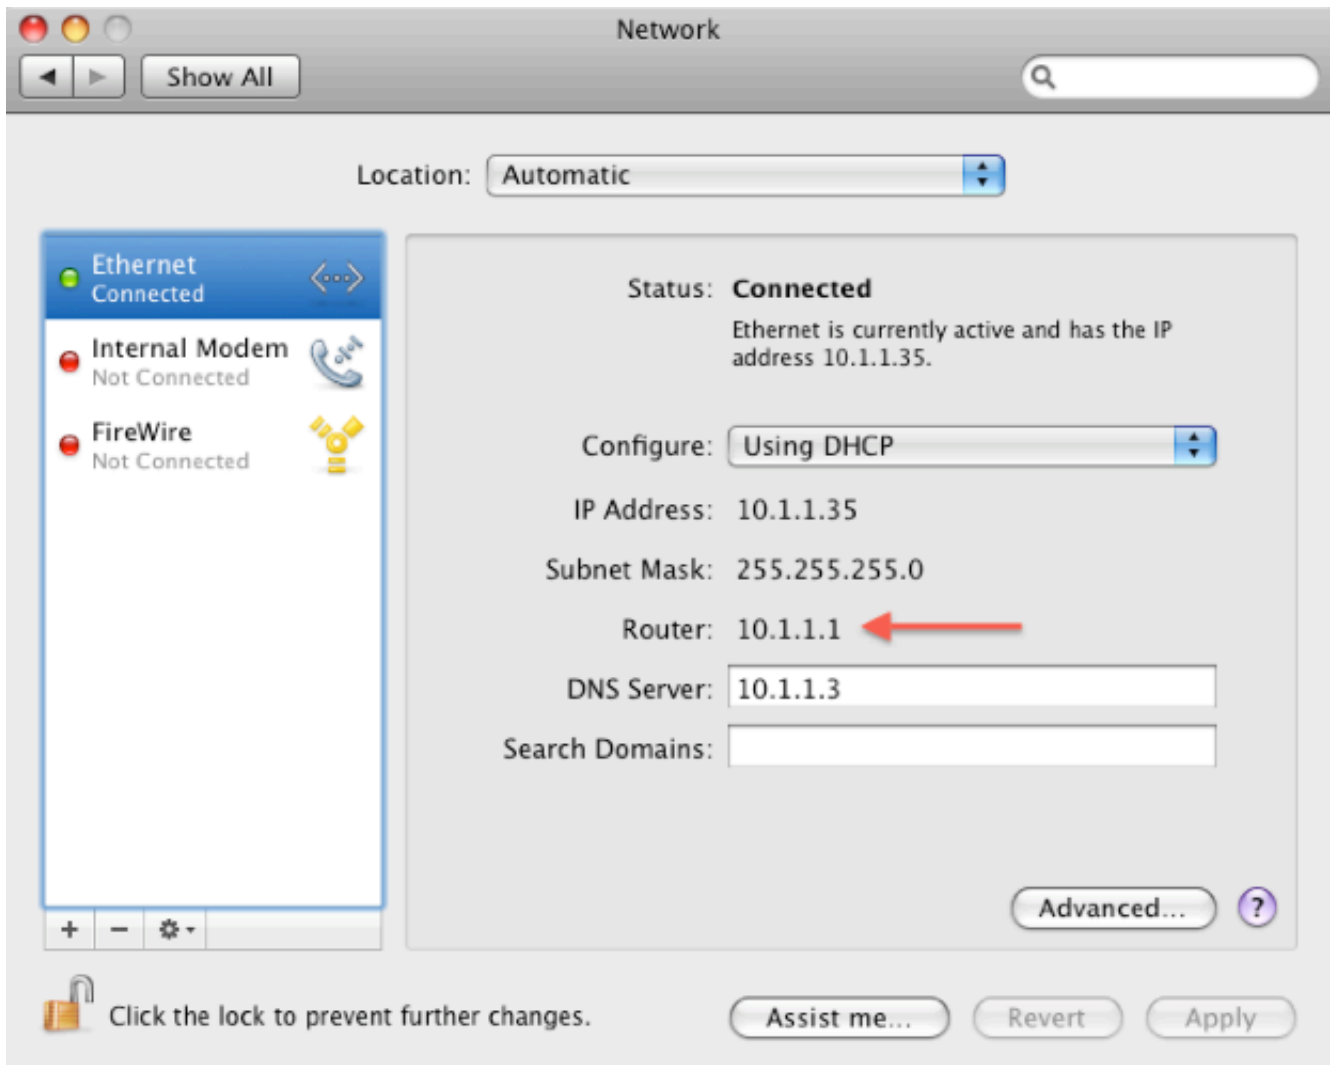 Network
Show All
Location: Automatic
Ethernet
Connected
Internal Modem
Not Connected
FireWire
Not Connected
Status: Connected
Ethernet is currently active and has the IP
address 10.1.1.35.
Configure: Using DHCP
IP Address: 10.1.1.35
Subnet Mask: 255.255.255.0
Router: 10.1.1.1
DNS Server: 10.1.1.3
Search Domains:
Advanced... ?
Click the lock to prevent further changes.
Assist me... Revert Apply